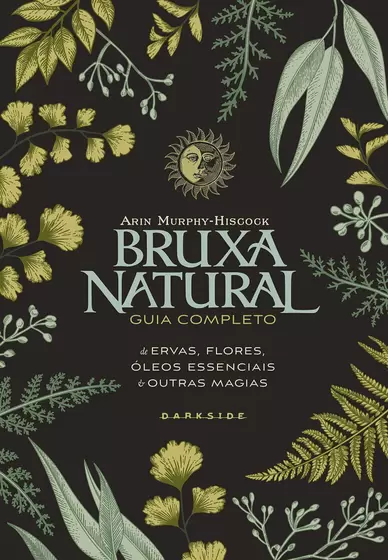 Arin Murphy-Hiscock
BRUXA
NATURAL
GUIA COMPLETO
de ERVAS, FLORES,
ÓLEOS ESSENCIAIS
& OUTRAS MAGIAS
DARKSIDE